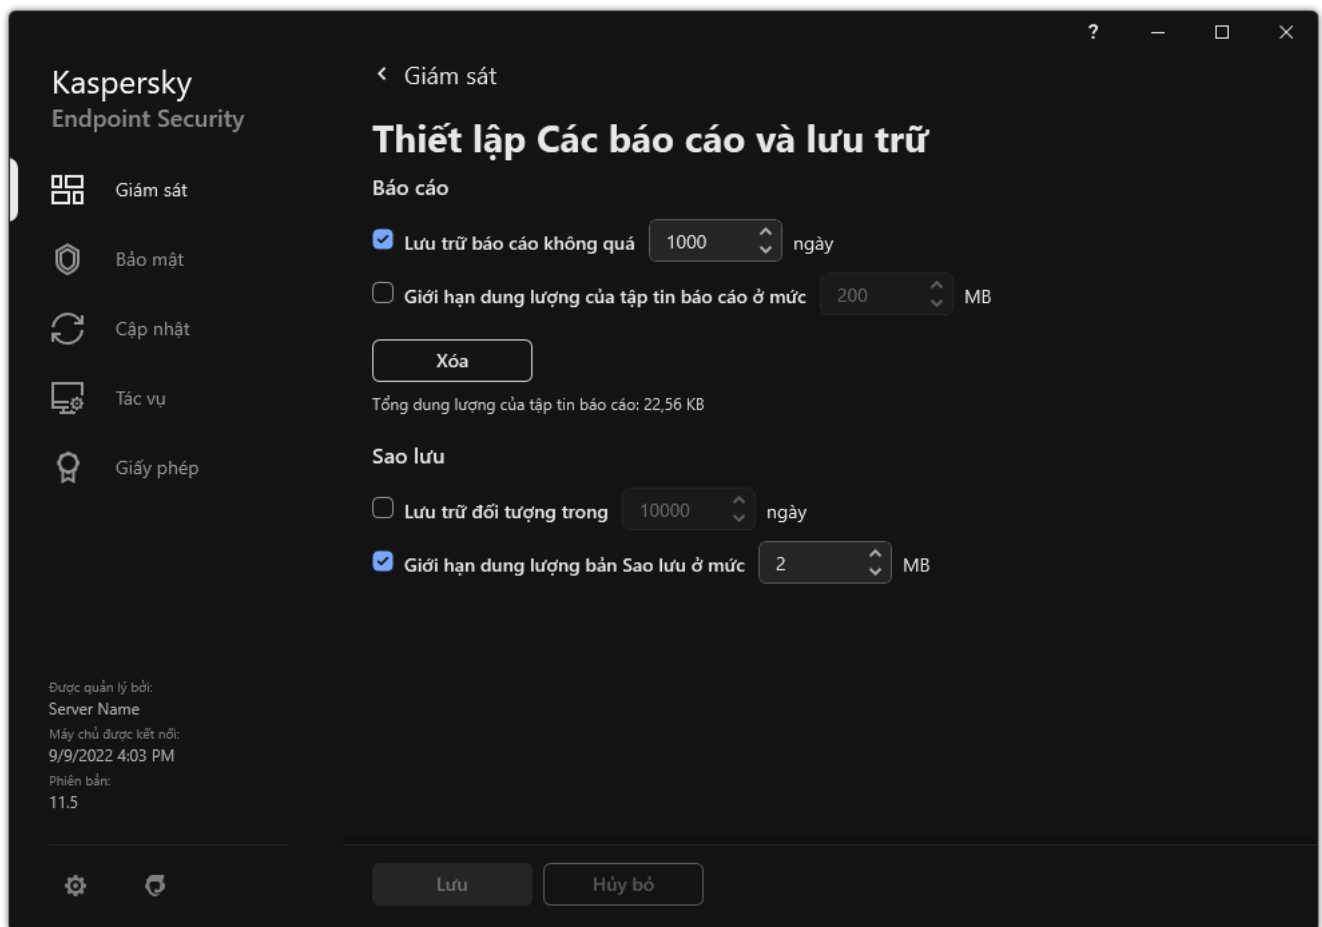 ?
Kaspersky
Endpoint Security
Giám sát
Bảo mật
Cập nhật
Tác vụ
Giấy phép
Được quản lý bởi:
Server Name
Máy chủ được kết nối:
9/9/2022 4:03 PM
Phiên bản:
11.5
Giám sát
Thiết lập Các báo cáo và lưu trữ
Báo cáo
Lưu trữ báo cáo không quá 1000 ngày
Giới hạn dung lượng của tập tin báo cáo ở mức 200 MB
Xóa
Tổng dung lượng của tập tin báo cáo: 22,56 KB
Sao lưu
Lưu trữ đối tượng trong 10000 ngày
Giới hạn dung lượng bản Sao lưu ở mức 2 MB
Lưu Hủy bỏ